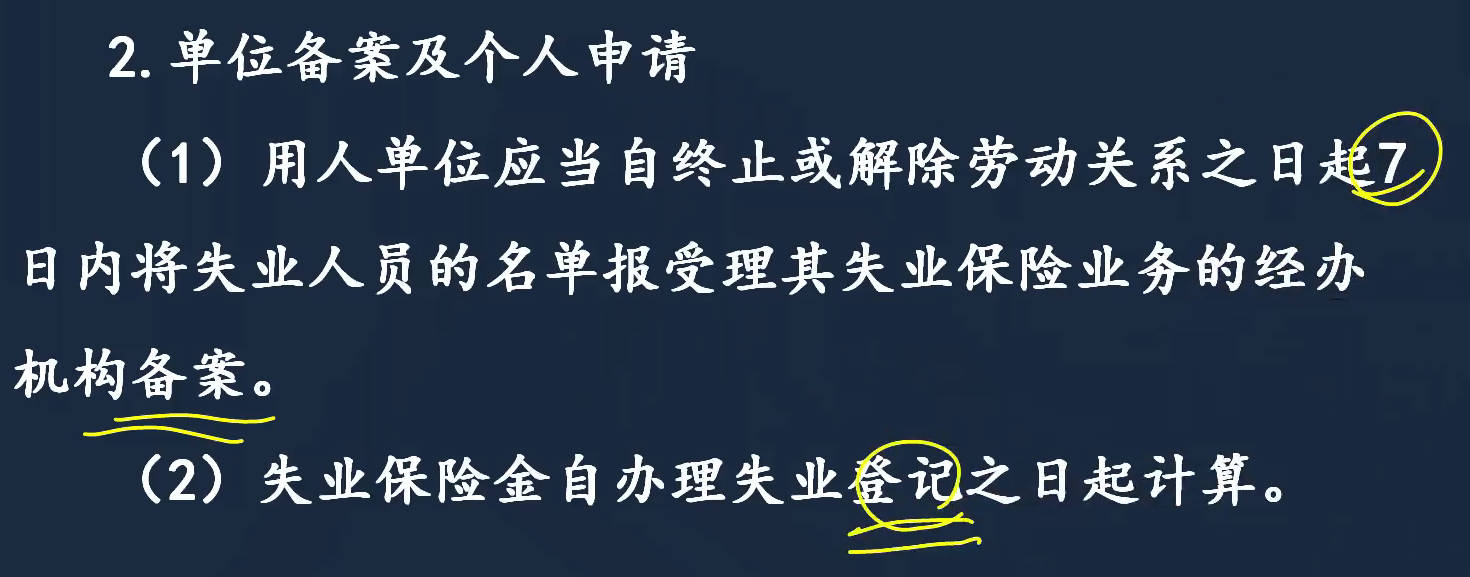 2.单位备案及个人申请
（1）用人单位应当自终止或解除劳动关系之日起7
日内将失业人员的名单报受理其失业保险业务的经办
机构备案。
（2）失业保险金自办理失业登记之日起计算。